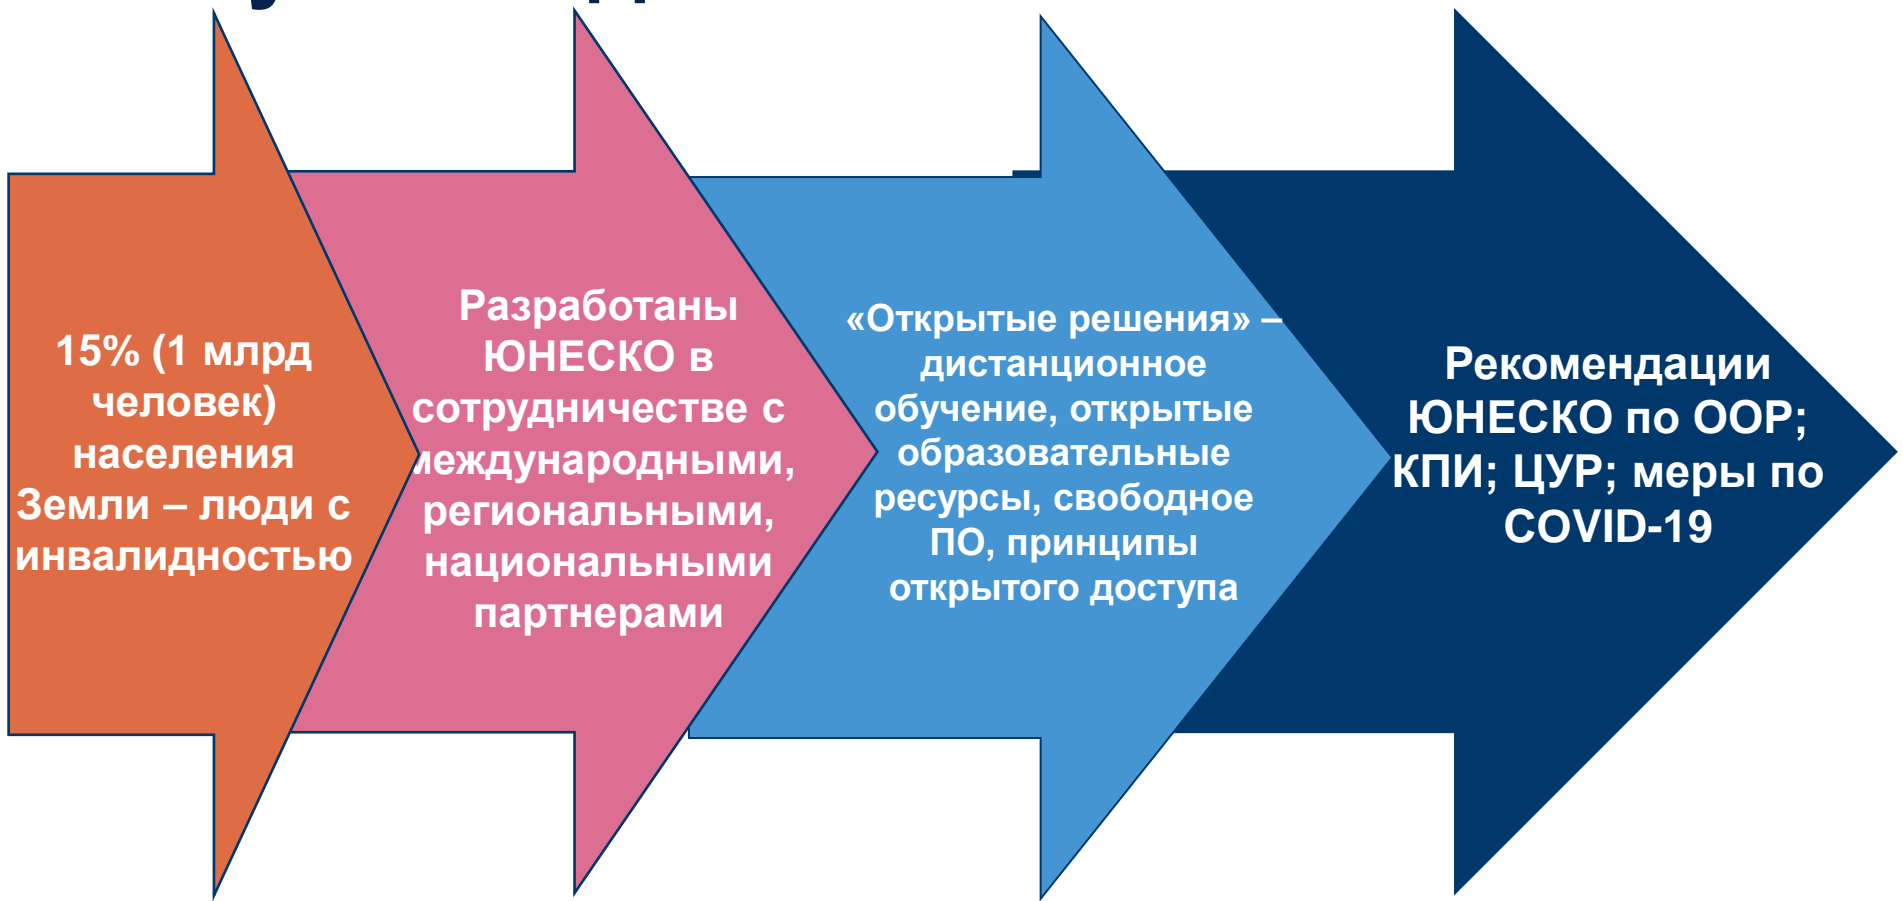 15% (1 млрд
человек)
населения
Земли – люди с
инвалидностью
Разработаны
ЮНЕСКО в
сотрудничестве с
международными,
региональными,
национальными
партнерами
«Открытые решения» –
дистанционное
обучение, открытые
образовательные
ресурсы, свободное
ПО, принципы
открытого доступа
Рекомендации
ЮНЕСКО по ООР;
КПИ; ЦУР; меры по
COVID-19